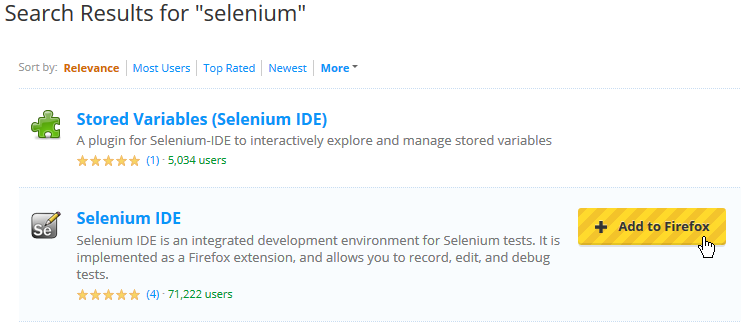 Search Results for "selenium"
Sort by: Relevance Most Users Top Rated Newest More
Stored Variables (Selenium IDE)
A plugin for Selenium-IDE to interactively explore and manage stored variables
(1) · 5,034 users
Se
Selenium IDE
Selenium IDE is an integrated development environment for Selenium tests. It is
implemented as a Firefox extension, and allows you to record, edit, and debug
tests.
(4) · 71,222 users
+ Add to Firefox